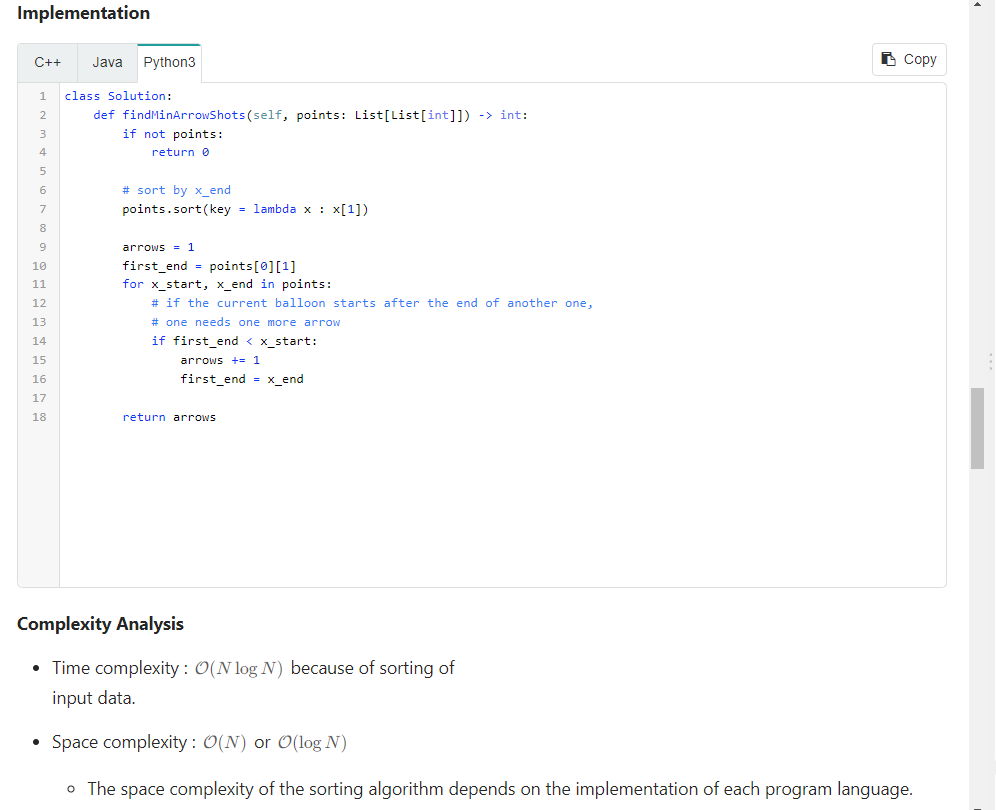 Implementation
C++ Java Python3 Copy
1 class Solution:
2     def findMinArrowShots(self, points: List[List[int]]) -> int:
3         if not points:
4             return 0
5
6         # sort by x_end
7         points.sort(key = lambda x : x[1])
8
9         arrows = 1
10         first_end = points[0][1]
11         for x_start, x_end in points:
12             # if the current balloon starts after the end of another one,
13             # one needs one more arrow
14             if first_end < x_start:
15                 arrows += 1
16                 first_end = x_end
17
18         return arrows
Complexity Analysis
• Time complexity : O(N log N) because of sorting of
input data.
• Space complexity : O(N) or O(log N)
◦ The space complexity of the sorting algorithm depends on the implementation of each program language.